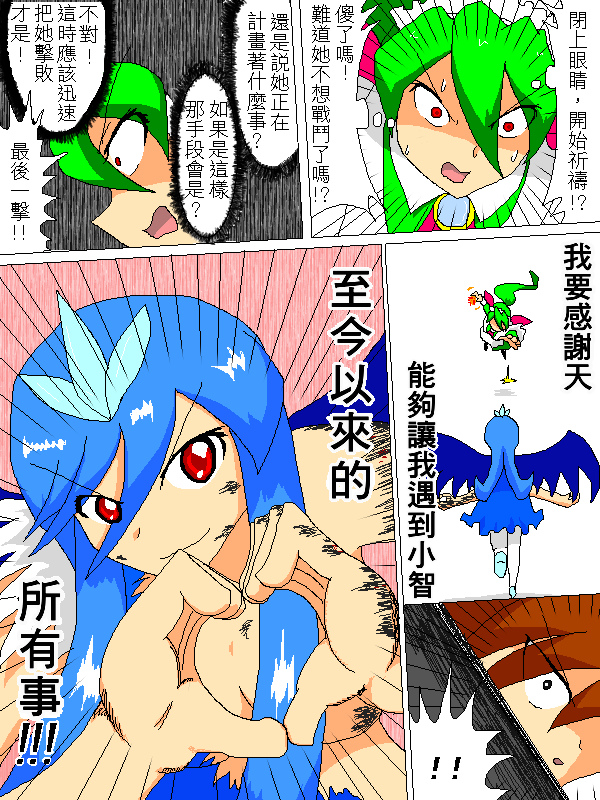 閉上眼睛，開始祈禱!?
傻了嗎！
難道她不想戰鬥了嗎!?
還是說她正在
計畫著什麼事？
如果是這樣
那手段會是？
不對！
這時應該迅速
把她擊敗
才是！
最後一擊!!
我要感謝天
能夠讓我遇到小智
至今以來的
所有事!!!
!!